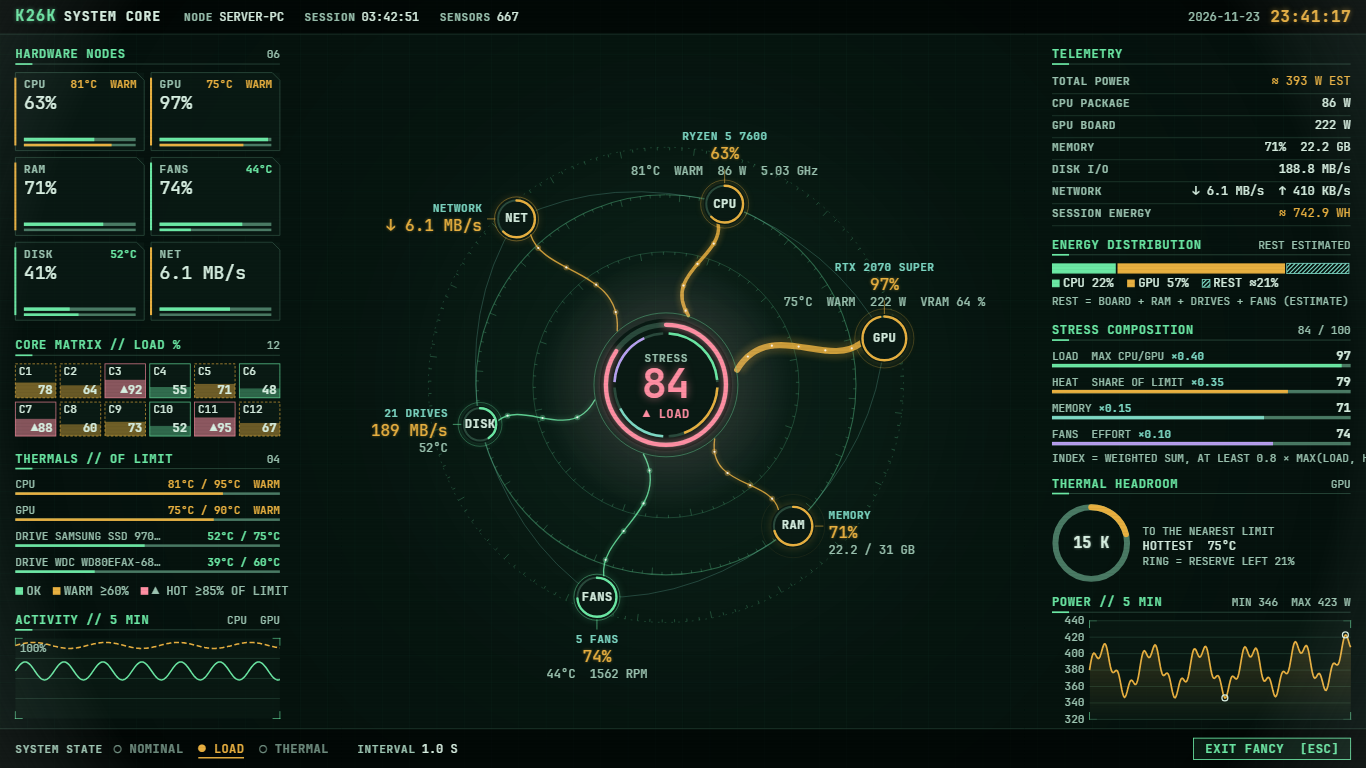 K26K SYSTEM CORE NODE SERVER-PC SESSION 03:42:51 SENSORS 667 2026-11-23 23:41:17
HARDWARE NODES 06
CPU 81°C WARM
63%
GPU 75°C WARM
97%
RAM
71%
FANS 44°C
74%
DISK 52°C
41%
NET
6.1 MB/s
CORE MATRIX // LOAD % 12
C1 78
C2 64
C3 ▲92
C4 55
C5 71
C6 48
C7 ▲88
C8 60
C9 73
C10 52
C11 ▲95
C12 67
THERMALS // OF LIMIT 04
CPU 81°C / 95°C WARM
GPU 75°C / 90°C WARM
DRIVE SAMSUNG SSD 970… 52°C / 75°C
DRIVE WDC WD80EFAX-68… 39°C / 60°C
OK WARM ≥60% ▲ HOT ≥85% OF LIMIT
ACTIVITY // 5 MIN CPU GPU
100%
RYZEN 5 7600
63%
81°C WARM 86 W 5.03 GHz
CPU
NETWORK
↓ 6.1 MB/s
NET
RTX 2070 SUPER
97%
75°C WARM 222 W VRAM 64 %
GPU
STRESS
84
▲ LOAD
21 DRIVES
189 MB/s
52°C
DISK
MEMORY
71%
22.2 / 31 GB
RAM
FANS
5 FANS
74%
44°C 1562 RPM
TELEMETRY
TOTAL POWER ≈ 393 W EST
CPU PACKAGE 86 W
GPU BOARD 222 W
MEMORY 71% 22.2 GB
DISK I/O 188.8 MB/s
NETWORK ↓ 6.1 MB/s ↑ 410 KB/s
SESSION ENERGY ≈ 742.9 WH
ENERGY DISTRIBUTION REST ESTIMATED
CPU 22% GPU 57% REST ≈21%
REST = BOARD + RAM + DRIVES + FANS (ESTIMATE)
STRESS COMPOSITION 84 / 100
LOAD MAX CPU/GPU ×0.40 97
HEAT SHARE OF LIMIT ×0.35 79
MEMORY ×0.15 71
FANS EFFORT ×0.10 74
INDEX = WEIGHTED SUM, AT LEAST 0.8 × MAX(LOAD,
THERMAL HEADROOM GPU
15 K
TO THE NEAREST LIMIT
HOTTEST 75°C
RING = RESERVE LEFT 21%
POWER // 5 MIN MIN 346 MAX 423 W
440
420
400
380
360
340
320
SYSTEM STATE ○ NOMINAL ● LOAD ○ THERMAL INTERVAL 1.0 S EXIT FANCY [ESC]